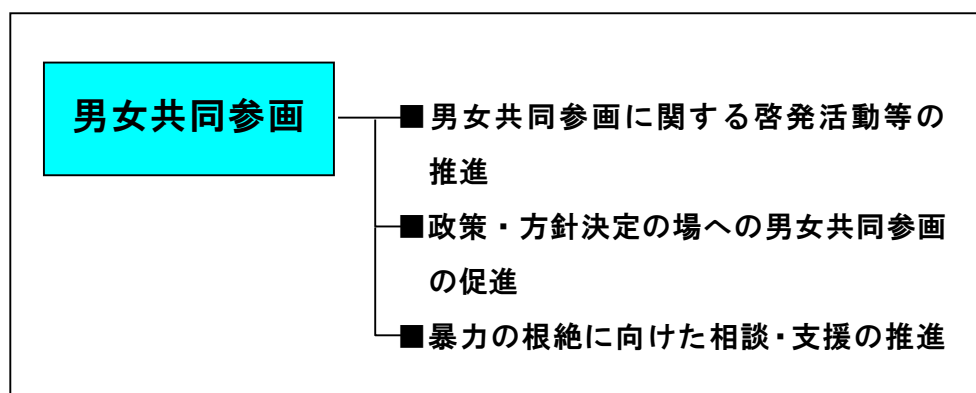 男女共同参画
■男女共同参画に関する啓発活動等の
推進
■政策・方針決定の場への男女共同参画
の促進
■暴力の根絶に向けた相談・支援の推進